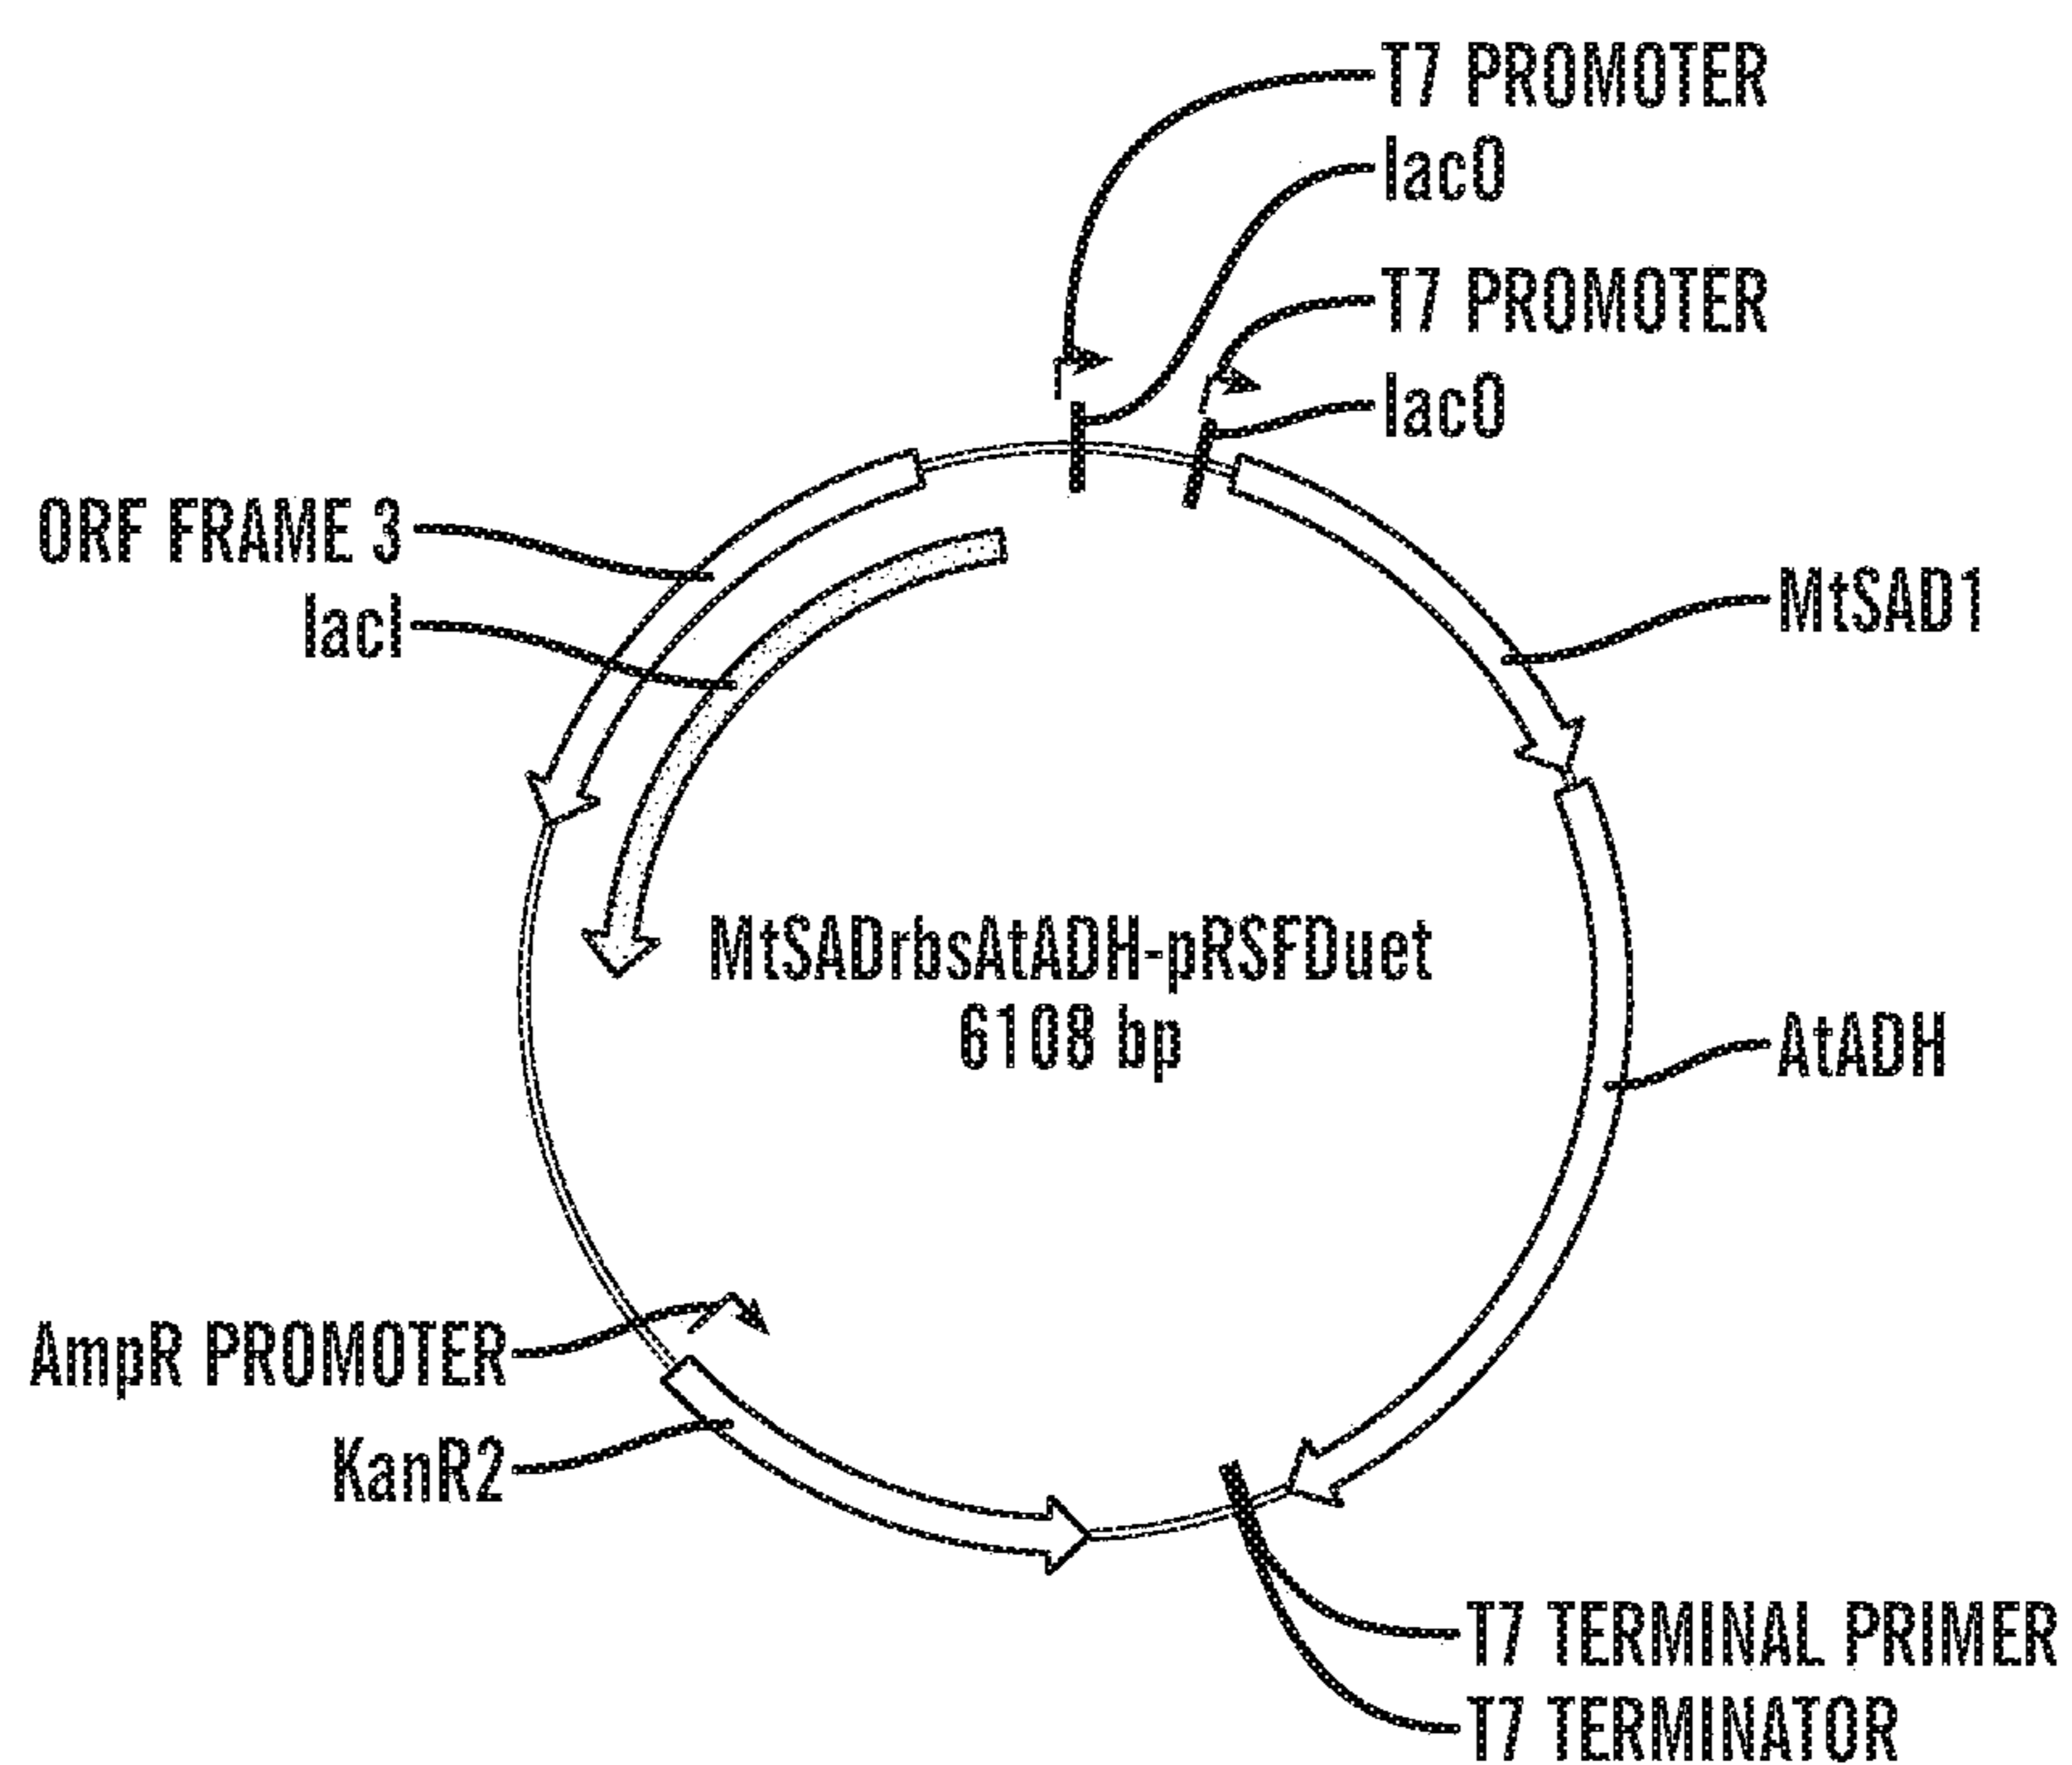 T7 PROMOTER
lacO
T7 PROMOTER
lacO
ORF FRAME 3
lacI
MtSAD1
MtSADrbsAtADH-pRSFDuet
6108 bp
AtADH
AmpR PROMOTER
KanR2
T7 TERMINAL PRIMER
T7 TERMINATOR